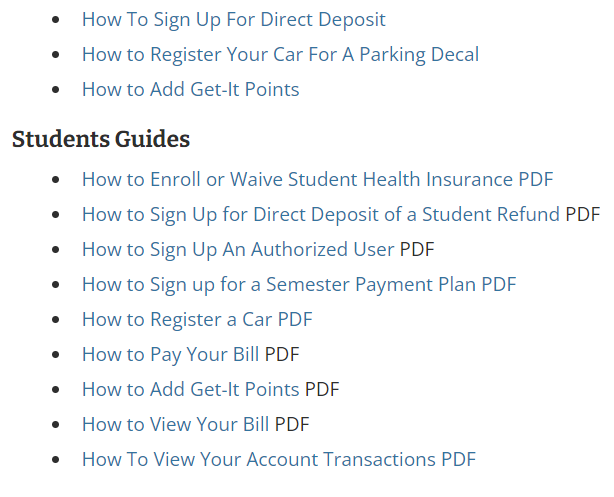 How To Sign Up For Direct Deposit
How to Register Your Car For A Parking Decal
How to Add Get-It Points
Students Guides
How to Enroll or Waive Student Health Insurance PDF
How to Sign Up for Direct Deposit of a Student Refund PDF
How to Sign Up An Authorized User PDF
How to Sign up for a Semester Payment Plan PDF
How to Register a Car PDF
How to Pay Your Bill PDF
How to Add Get-It Points PDF
How to View Your Bill PDF
How To View Your Account Transactions PDF